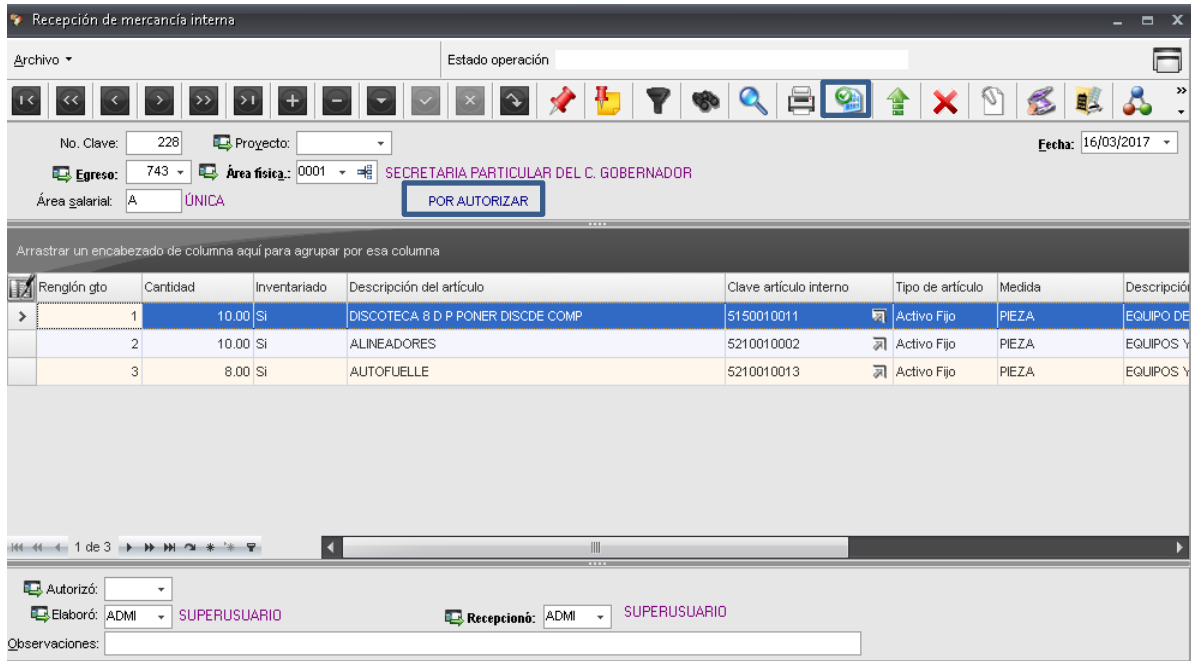 Recepción de mercancía interna
Archivo
Estado operación
No. Clave: 228 Proyecto: Fecha: 16/03/2017
Egreso: 743 Área física.: 0001 SECRETARIA PARTICULAR DEL C. GOBERNADOR
Área salarial: A ÚNICA POR AUTORIZAR
Arrastrar un encabezado de columna aquí para agrupar por esa columna
Renglón gto Cantidad Inventariado Descripción del artículo Clave artículo interno Tipo de artículo Medida Descripción
1 10.00 Si DISCOTECA 8 D P PONER DISCDE COMP 5150010011 Activo Fijo PIEZA EQUIPO DE
2 10.00 Si ALINEADORES 5210010002 Activo Fijo PIEZA EQUIPOS Y
3 8.00 Si AUTOFUELLE 5210010013 Activo Fijo PIEZA EQUIPOS Y
1 de 3
Autorizó:
Elaboró: ADMI SUPERUSUARIO Recepcionó: ADMI SUPERUSUARIO
Observaciones: